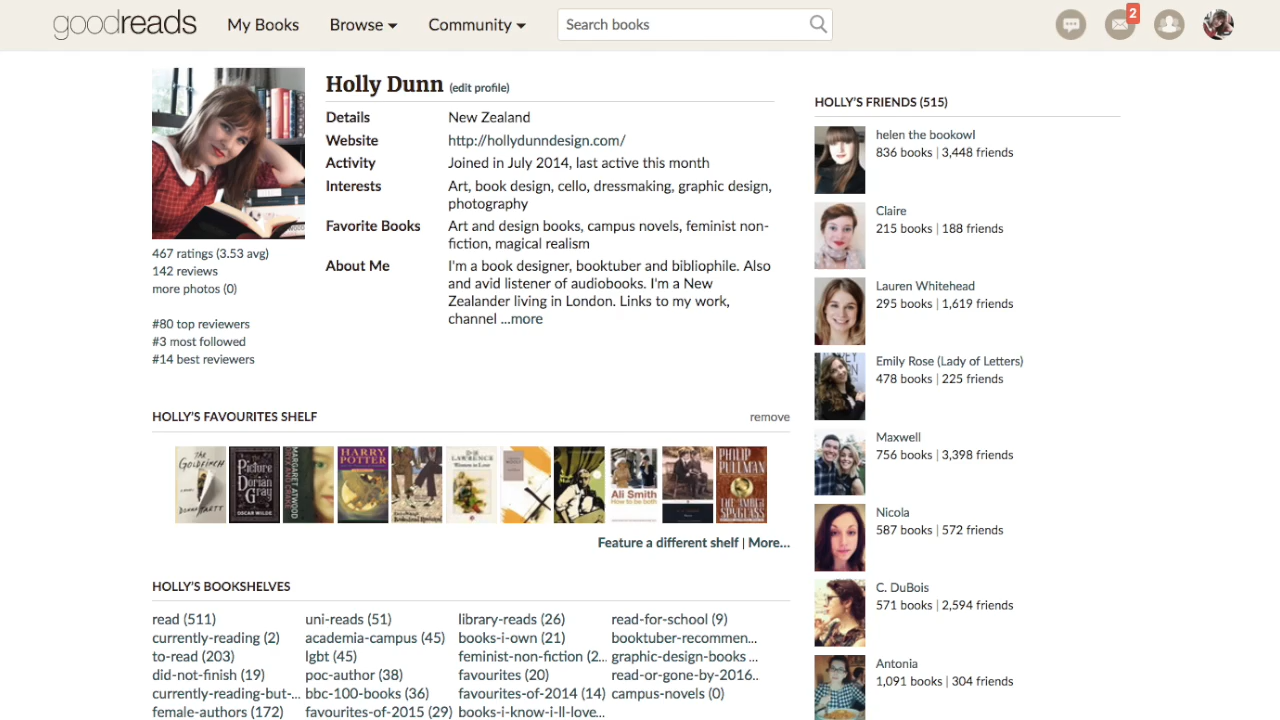 goodreads My Books Browse Community Search books 2
Holly Dunn (edit profile)
Details New Zealand
Website http://hollydunndesign.com/
Activity Joined in July 2014, last active this month
Interests Art, book design, cello, dressmaking, graphic design,
photography
Favorite Books Art and design books, campus novels, feminist non-
fiction, magical realism
About Me I'm a book designer, booktuber and bibliophile. Also
and avid listener of audiobooks. I'm a New
Zealander living in London. Links to my work,
channel ...more
467 ratings (3.53 avg)
142 reviews
more photos (0)
#80 top reviewers
#3 most followed
#14 best reviewers
HOLLY'S FAVOURITES SHELF remove
THE
GOLDFINCH
DONNA TARTT
The
Picture
of
Dorian
Gray
OSCAR WILDE
MARGARET ATWOOD
HARRY
POTTER
LAWRENCE
Women in Love
Ali Smith
How to be both
PHILIP
PULLMAN
THE AMBER
SPYGLASS
Feature a different shelf | More...
HOLLY'S BOOKSHELVES
read (511) uni-reads (51) library-reads (26) read-for-school (9)
currently-reading (2) academia-campus (45) books-i-own (21) booktuber-recommen...
to-read (203) lgbt (45) feminist-non-fiction (2... graphic-design-books ...
did-not-finish (19) poc-author (38) favourites (20) read-or-gone-by-2016..
currently-reading-but-... bbc-100-books (36) favourites-of-2014 (14) campus-novels (0)
female-authors (172) favourites-of-2015 (29) books-i-know-i-ll-love...
HOLLY'S FRIENDS (515)
helen the bookowl
836 books | 3,448 friends
Claire
215 books | 188 friends
Lauren Whitehead
295 books | 1,619 friends
Emily Rose (Lady of Letters)
478 books | 225 friends
Maxwell
756 books | 3,398 friends
Nicola
587 books | 572 friends
C. DuBois
571 books | 2,594 friends
Antonia
1,091 books | 304 friends